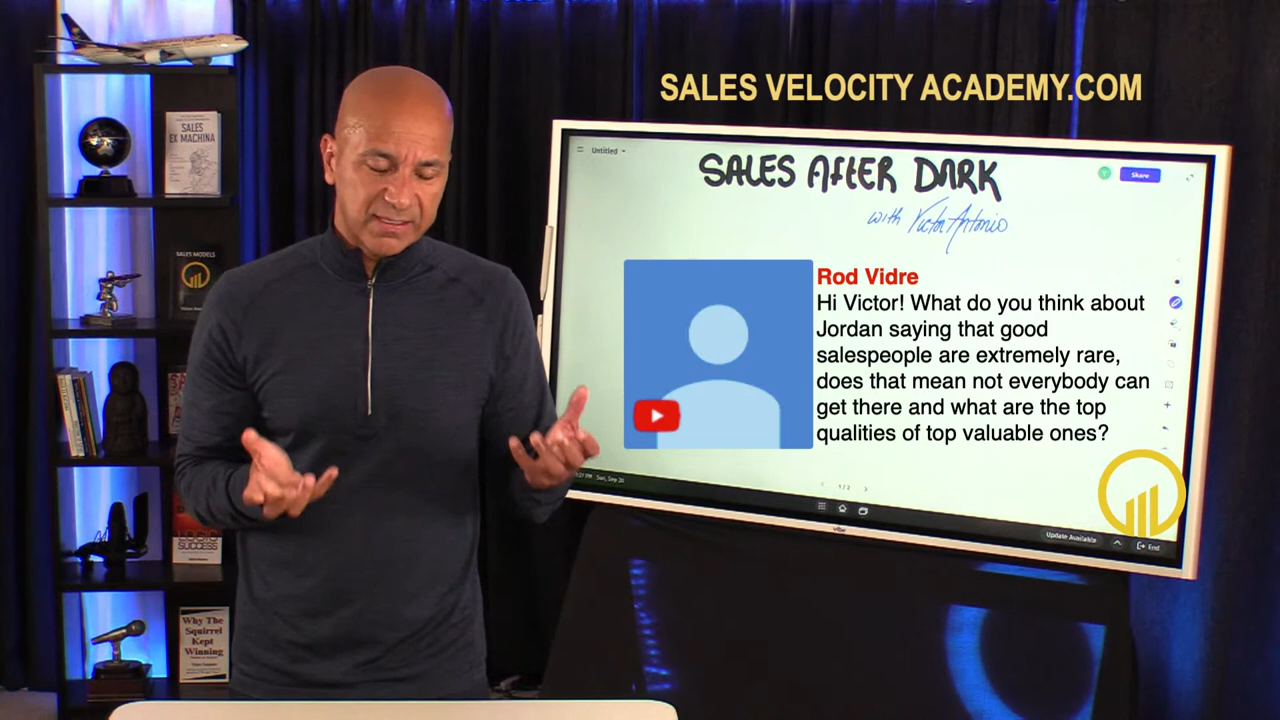 SALES VELOCITY ACADEMY.COM
Untitled
SALES AFTER DARK
Share
with Victor Antonio
Rod Vidre
Hi Victor! What do you think about
Jordan saying that good
salespeople are extremely rare,
does that mean not everybody can
get there and what are the top
qualities of top valuable ones?
1/2
Update Available
End
SALES
EX MACHINA
SALES MODELS
LOGIC
SUCCESS
Why The
Squirrel
Kept
Winning